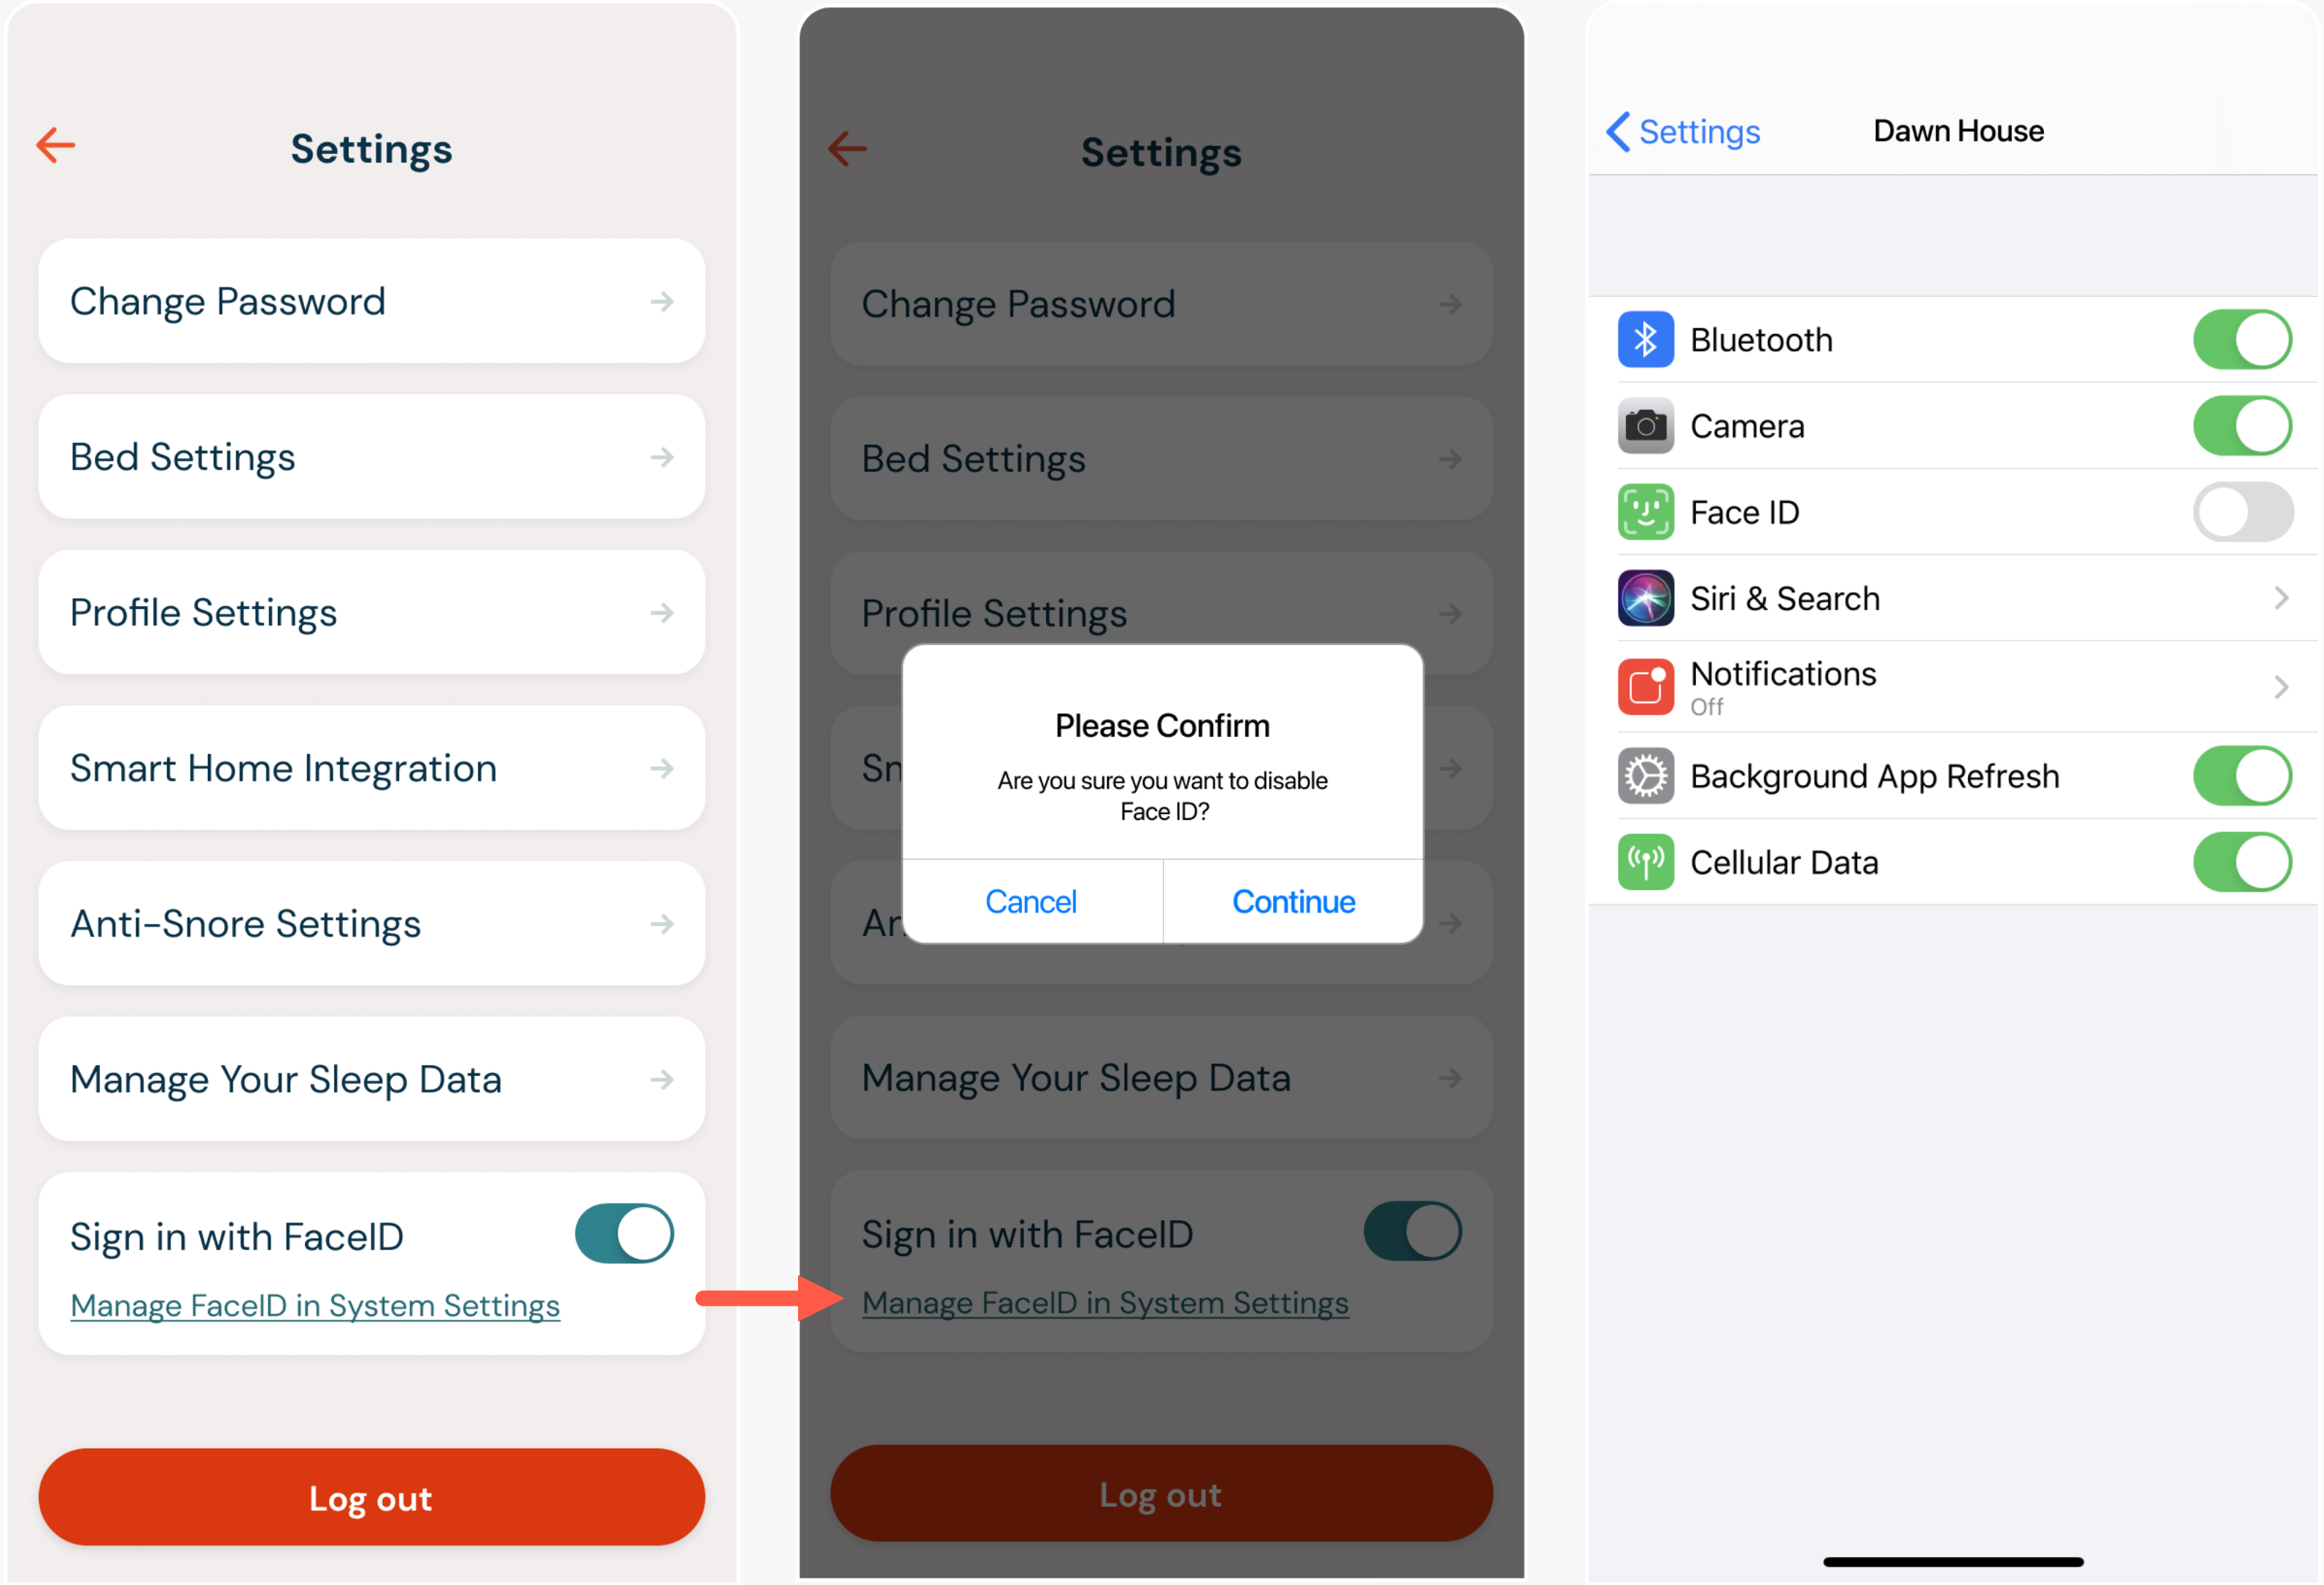 Settings
Change Password
Bed Settings
Profile Settings
Smart Home Integration
Anti-Snore Settings
Manage Your Sleep Data
Sign in with FaceID
Manage FaceID in System Settings
Log out
Settings
Change Password
Bed Settings
Profile Settings
Sm
Please Confirm
Are you sure you want to disable
Face ID?
Cancel
Continue
An
Manage Your Sleep Data
Sign in with FaceID
Manage FaceID in System Settings
Log out
Settings
Dawn House
Bluetooth
Camera
Face ID
Siri & Search
Notifications
Off
Background App Refresh
Cellular Data